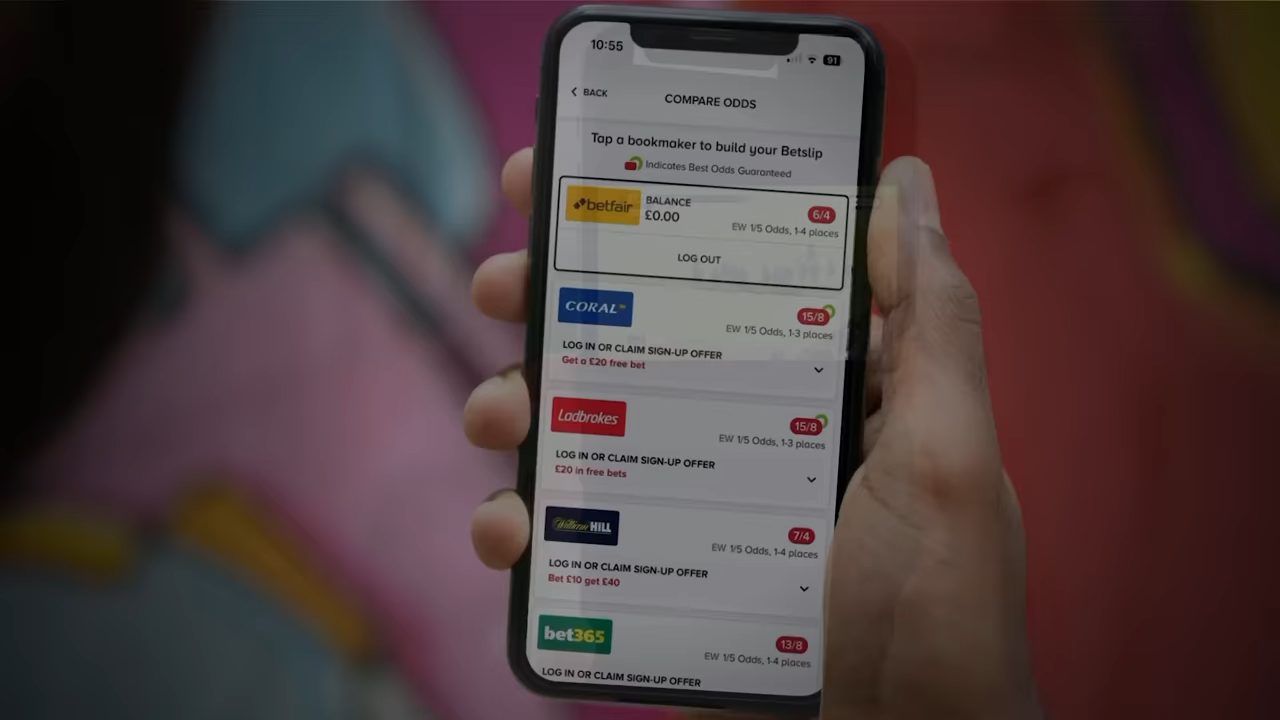 10:55
91
BACK
COMPARE ODDS
Tap a bookmaker to build your Betslip
Indicates Best Odds Guaranteed
betfair
BALANCE
£0.00
6/4
EW 1/5 Odds, 1-4 places
LOG OUT
CORAL
15/8
EW 1/5 Odds, 1-3 places
LOG IN OR CLAIM SIGN-UP OFFER
Get a £20 free bet
Ladbrokes
15/8
EW 1/5 Odds, 1-3 places
LOG IN OR CLAIM SIGN-UP OFFER
£20 in free bets
William HILL
7/4
EW 1/5 Odds, 1-4 places
LOG IN OR CLAIM SIGN-UP OFFER
Bet £10 get £40
bet365
13/8
EW 1/5 Odds, 1-4 places
LOG IN OR CLAIM SIGN-UP OFFER